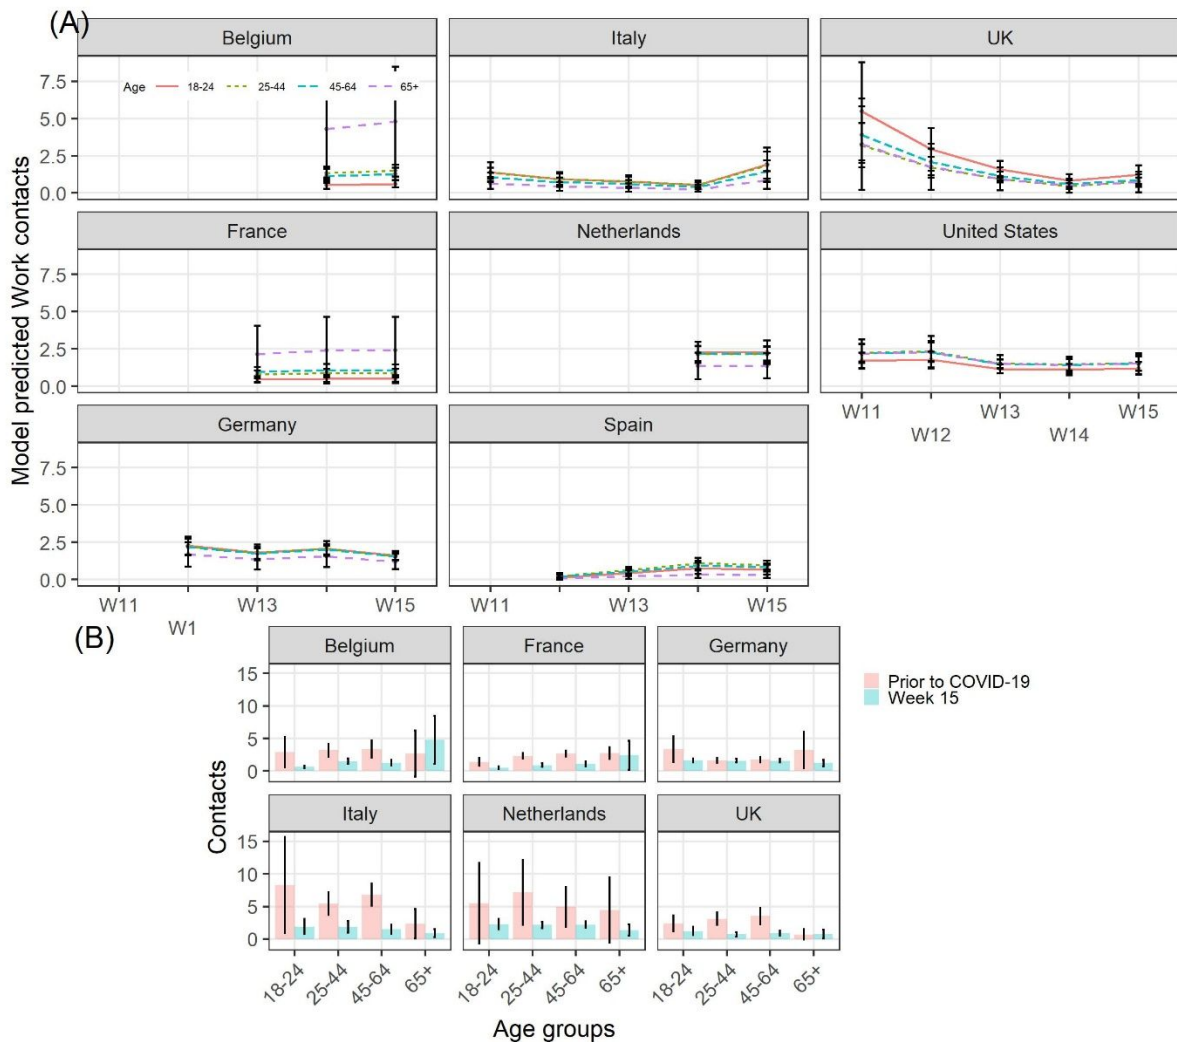 (A)
Belgium Italy UK
7.5
Age 18-24 25-44 45-64 65+
5.0
2.5
0.0
France Netherlands United States
7.5
5.0
2.5
0.0
W11 W13 W15
W12 W14
Germany Spain
7.5
5.0
2.5
0.0
W11 W13 W15 W11 W13 W15
W1
Model predicted Work contacts
(B)
Belgium France Germany
15
10
5
0
Prior to COVID-19
Week 15
Italy Netherlands UK
15
10
5
0
Contacts
18-24 25-44 45-64 65+ 18-24 25-44 45-64 65+ 18-24 25-44 45-64 65+
Age groups